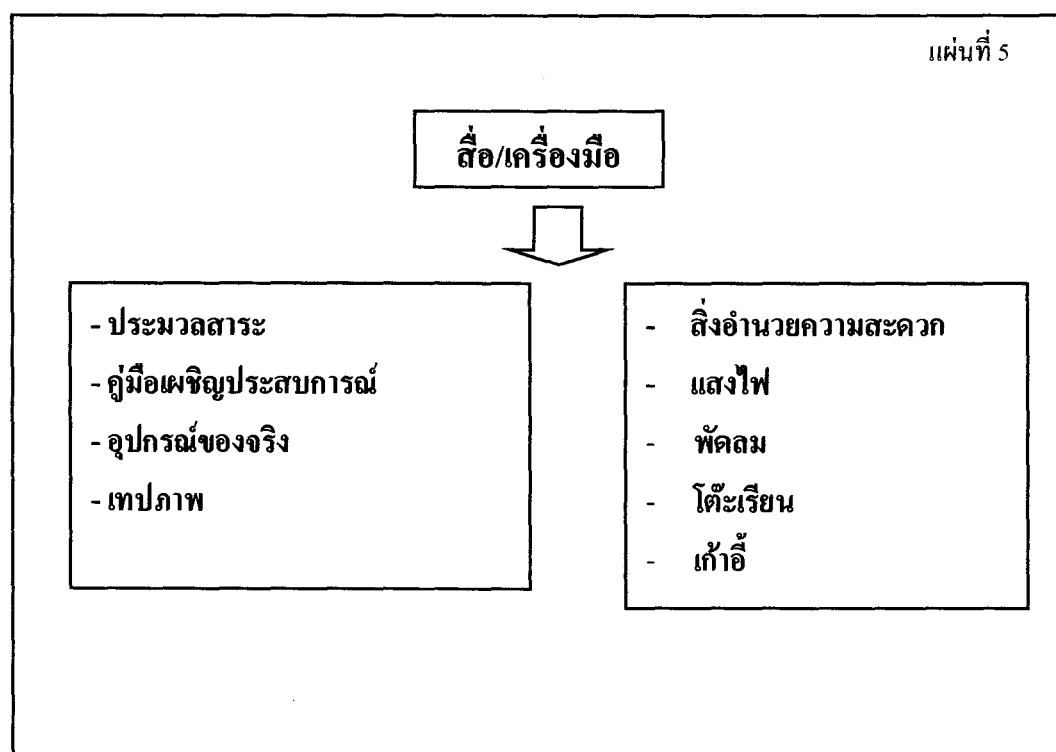 แผ่นที่ 5
สื่อ/เครื่องมือ
- ประมวลสาระ
- คู่มือเผชิญประสบการณ์
- อุปกรณ์ของจริง
- เทปภาพ
- สิ่งอำนวยความสะดวก
- แสงไฟ
- พัดลม
- โต๊ะเรียน
- เก้าอี้